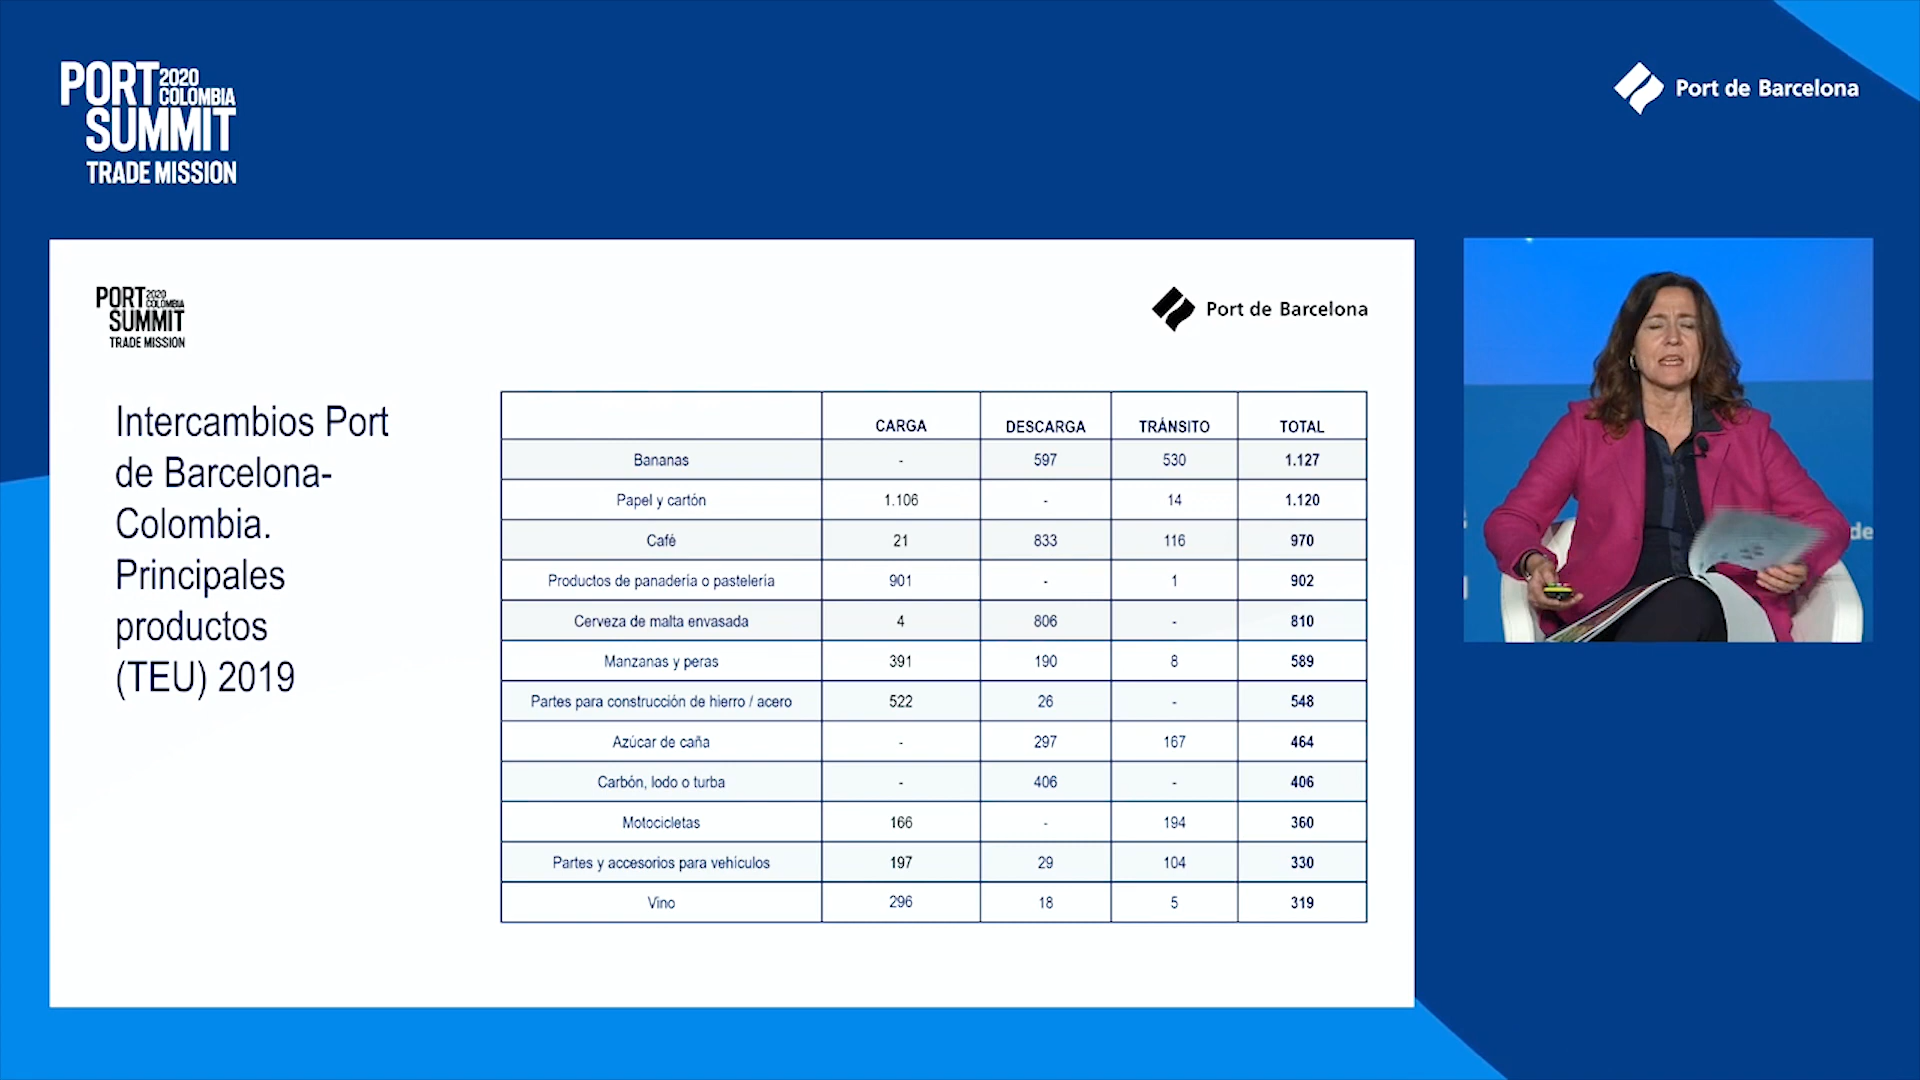 PORT 2020 COLOMBIA
SUMMIT
TRADE MISSION
Port de Barcelona
PORT 2020 COLOMBIA
SUMMIT
TRADE MISSION
Port de Barcelona
Intercambios Port
de Barcelona-
Colombia.
Principales
productos
(TEU) 2019
CARGA DESCARGA TRÁNSITO TOTAL
Bananas - 597 530 1.127
Papel y cartón 1.106 - 14 1.120
Café 21 833 116 970
Productos de panadería o pastelería 901 - 1 902
Cerveza de malta envasada 4 806 - 810
Manzanas y peras 391 190 8 589
Partes para construcción de hierro / acero 522 26 - 548
Azúcar de caña - 297 167 464
Carbón, lodo o turba - 406 - 406
Motocicletas 166 - 194 360
Partes y accesorios para vehículos 197 29 104 330
Vino 296 18 5 319
de